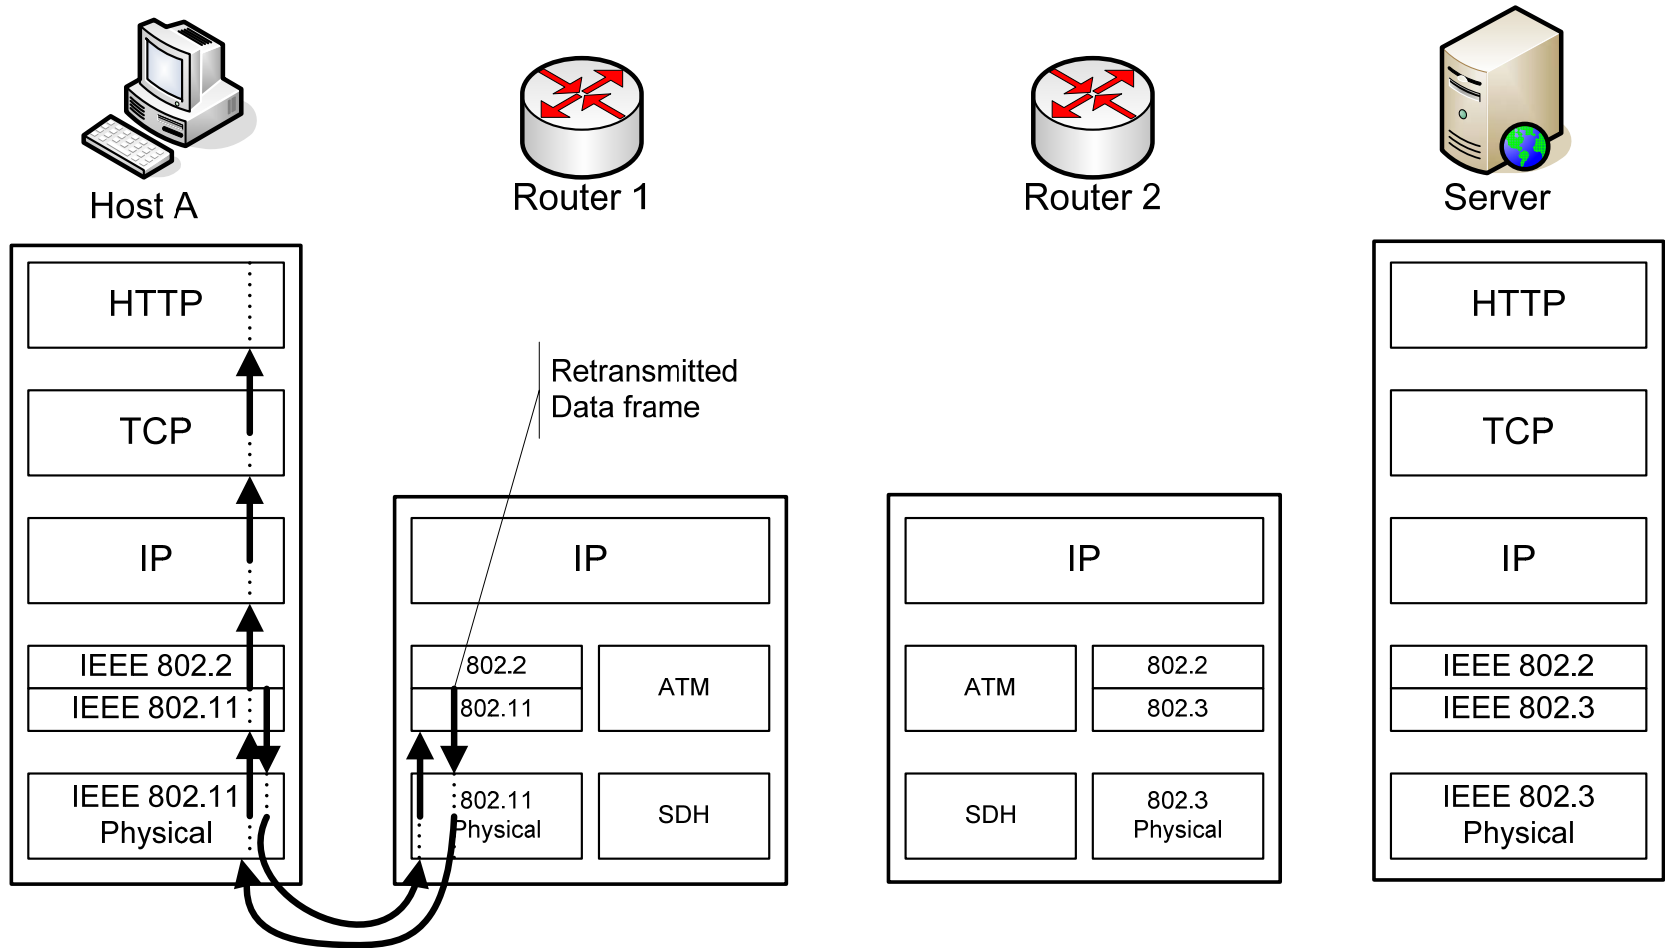 Host A
Router 1
Router 2
Server
HTTP
TCP
IP
IEEE 802.2
IEEE 802.11
IEEE 802.11
Physical
Retransmitted
Data frame
IP
802.2
802.11
ATM
802.11
Physical
SDH
IP
ATM
802.2
802.3
SDH
802.3
Physical
HTTP
TCP
IP
IEEE 802.2
IEEE 802.3
IEEE 802.3
Physical